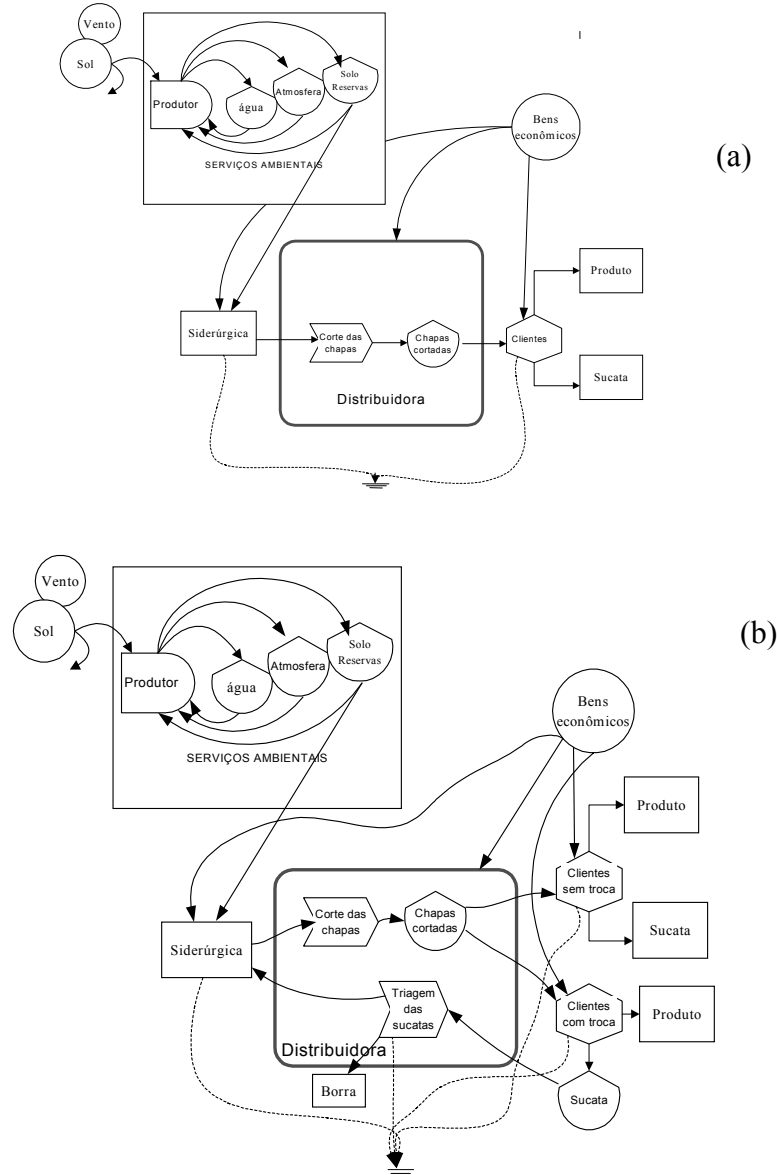 Vento
Sol
Produtor
água
Atmosfera
Solo
Reservas
SERVIÇOS AMBIENTAIS
Bens
econômicos
(a)
Siderúrgica
Corte das
chapas
Chapas
cortadas
Distribuidora
Clientes
Produto
Sucata
Vento
Sol
Produtor
água
Atmosfera
Solo
Reservas
SERVIÇOS AMBIENTAIS
(b)
Bens
econômicos
Siderúrgica
Corte das
chapas
Chapas
cortadas
Triagem
das
sucatas
Distribuidora
Borra
Clientes
sem troca
Produto
Sucata
Clientes
com troca
Produto
Sucata